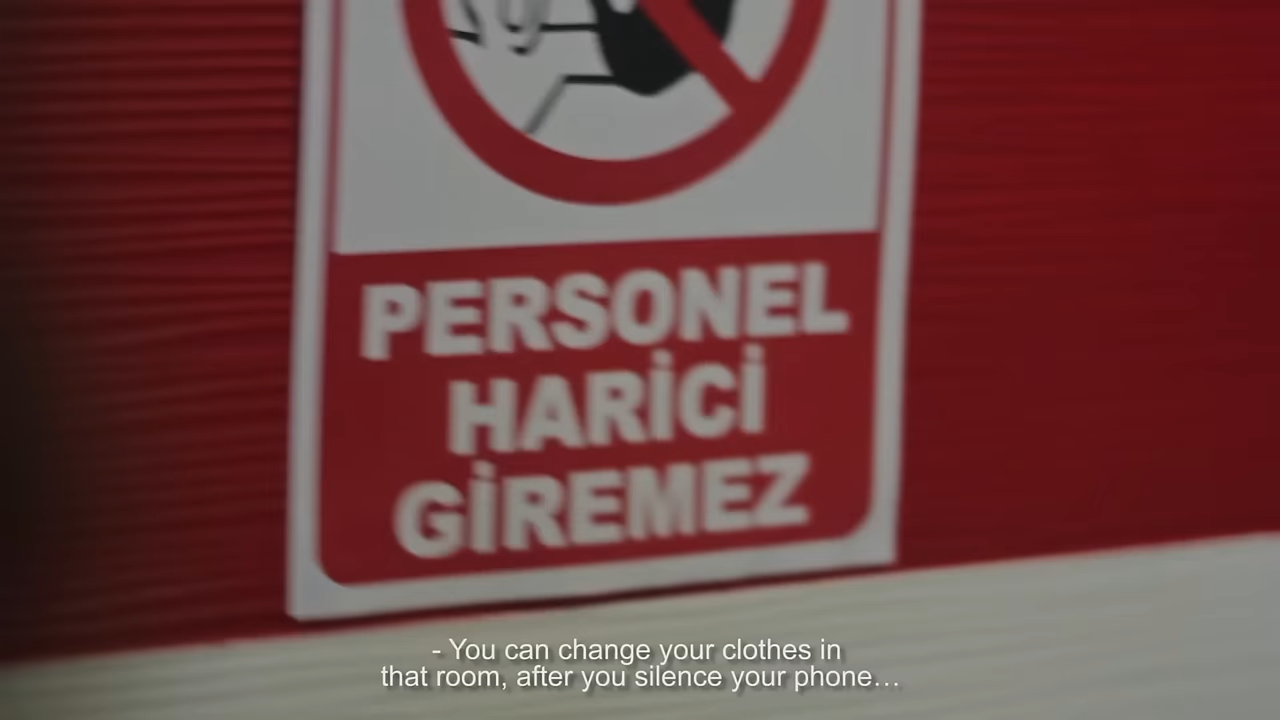 PERSONEL
HARİCİ
GİREMEZ
- You can change your clothes in
that room, after you silence your phone…